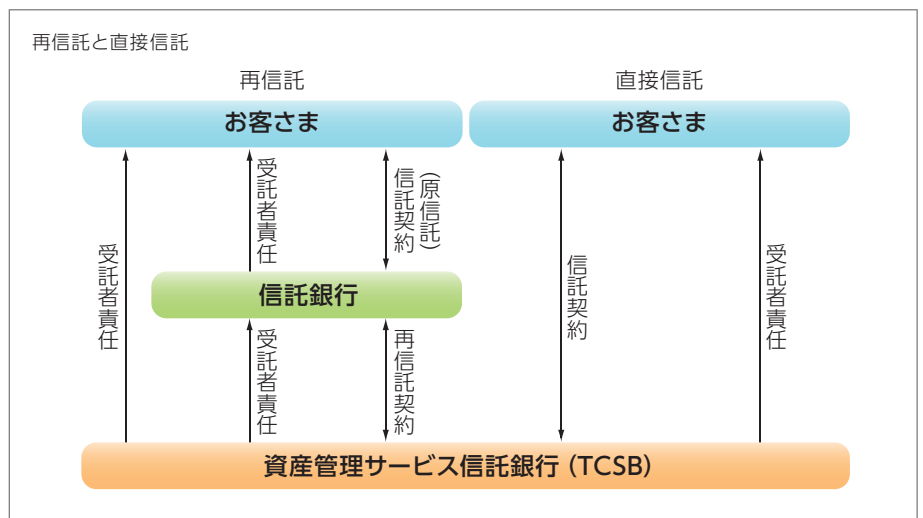 再信託と直接信託
再信託
直接信託
お客さま
お客さま
受託者責任
受託者責任
信託契約
(原信託)
信託契約
受託者責任
信託銀行
受託者責任
再信託契約
資産管理サービス信託銀行(TCSB)